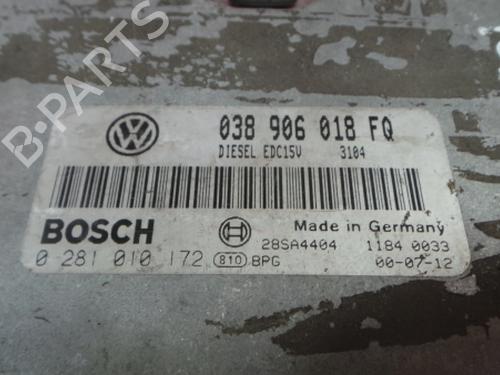 038 906 018 FQ
DIESEL EDC15V 3104
BOSCH
Made in Germany
28SA4404 1184 0033
0 281 010 172 810 BPG 00-07-12